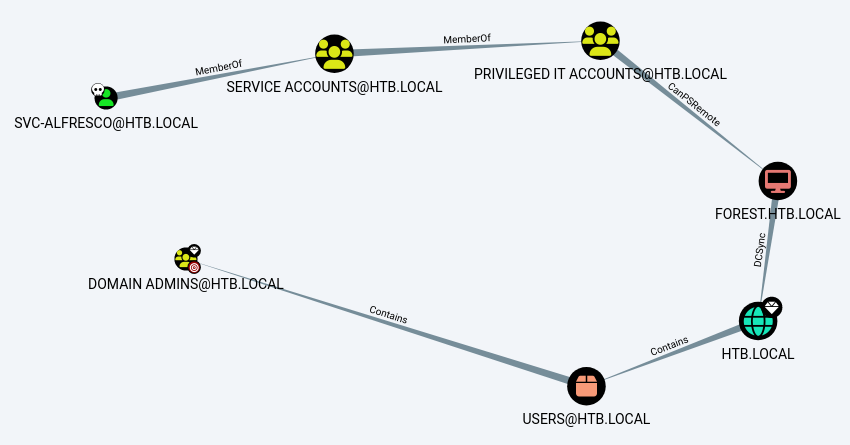 MemberOf
MemberOf
SERVICE ACCOUNTS@HTB.LOCAL
PRIVILEGED IT ACCOUNTS@HTB.LOCAL
SVC-ALFRESCO@HTB.LOCAL
CanPSRemote
FOREST.HTB.LOCAL
DCSync
DOMAIN ADMINS@HTB.LOCAL
Contains
Contains
HTB.LOCAL
USERS@HTB.LOCAL